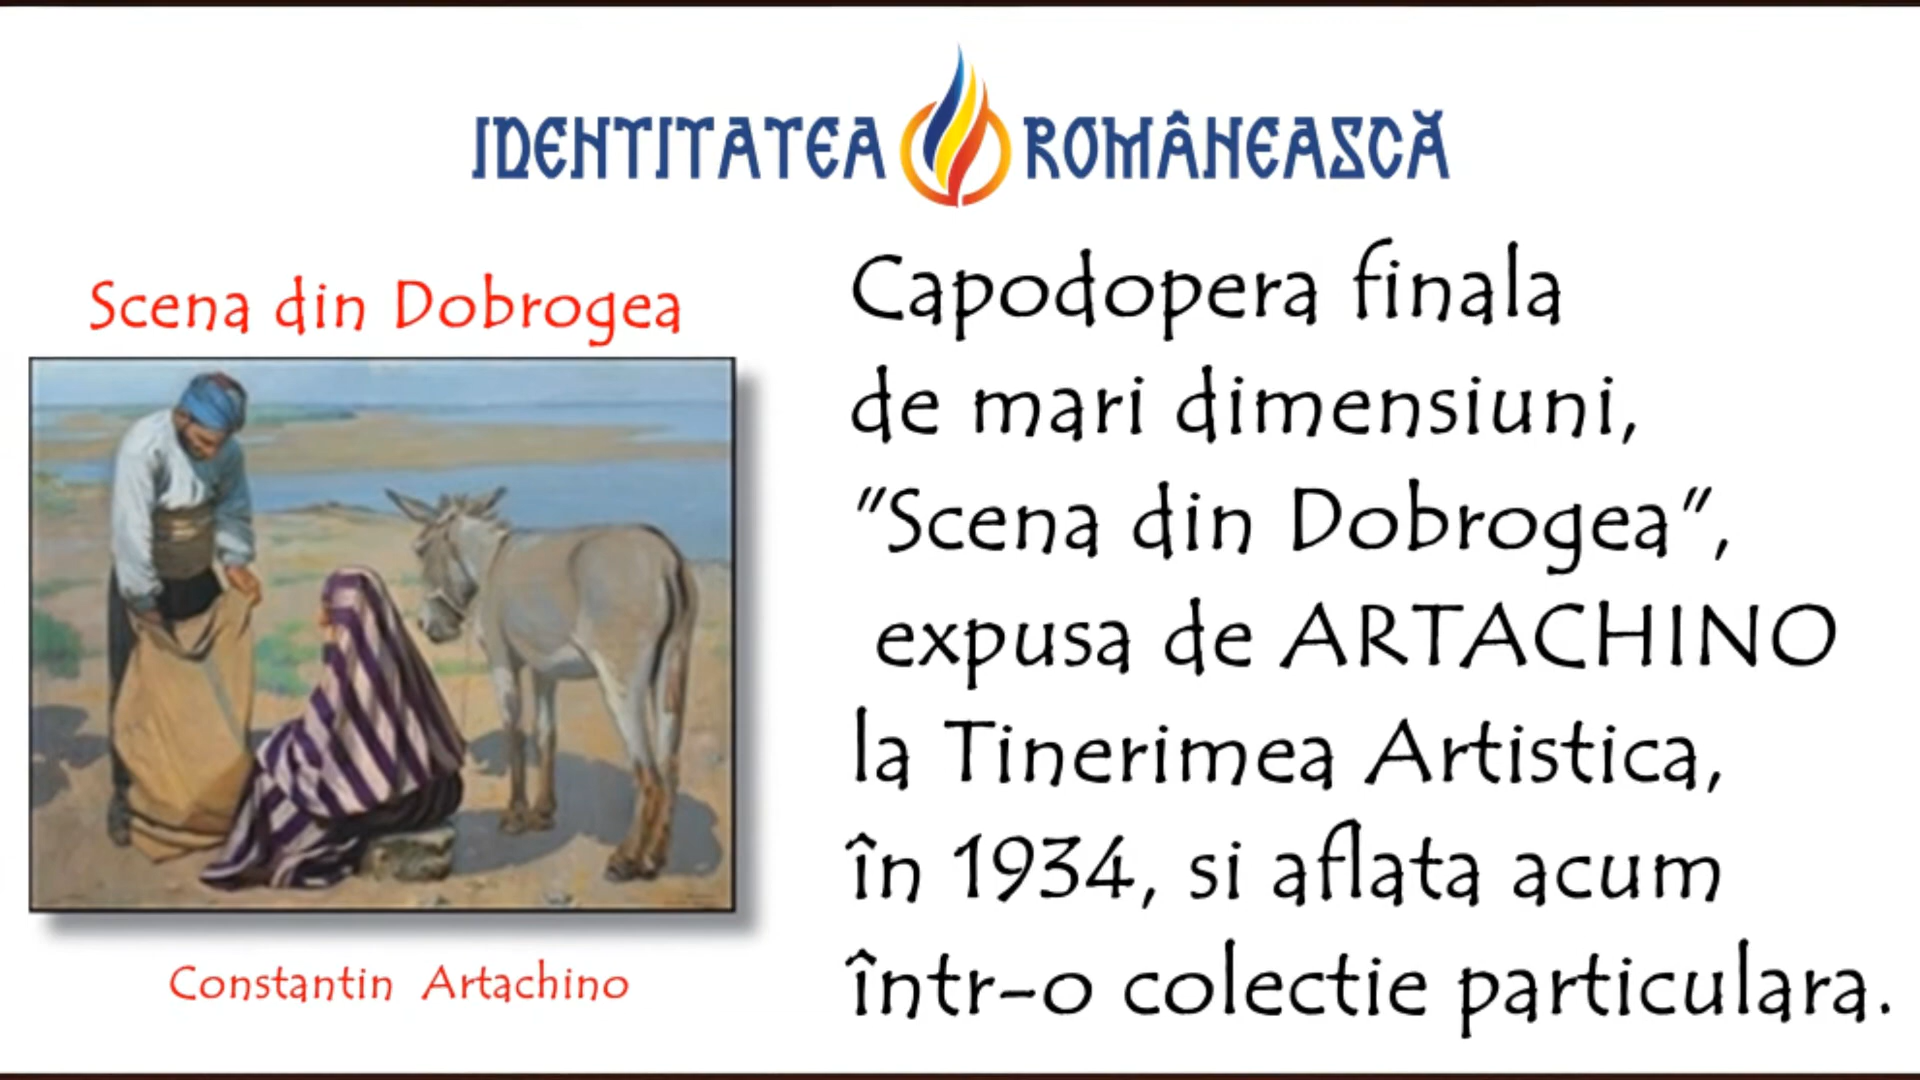 IDENTITATEA ROMÂNEASCĂ
Scena din Dobrogea
Constantin Artachino
Capodopera finala
de mari dimensiuni,
"Scena din Dobrogea",
expusa de ARTACHINO
la Tinerimea Artistica,
în 1934, si aflata acum
într-o colectie particulara.